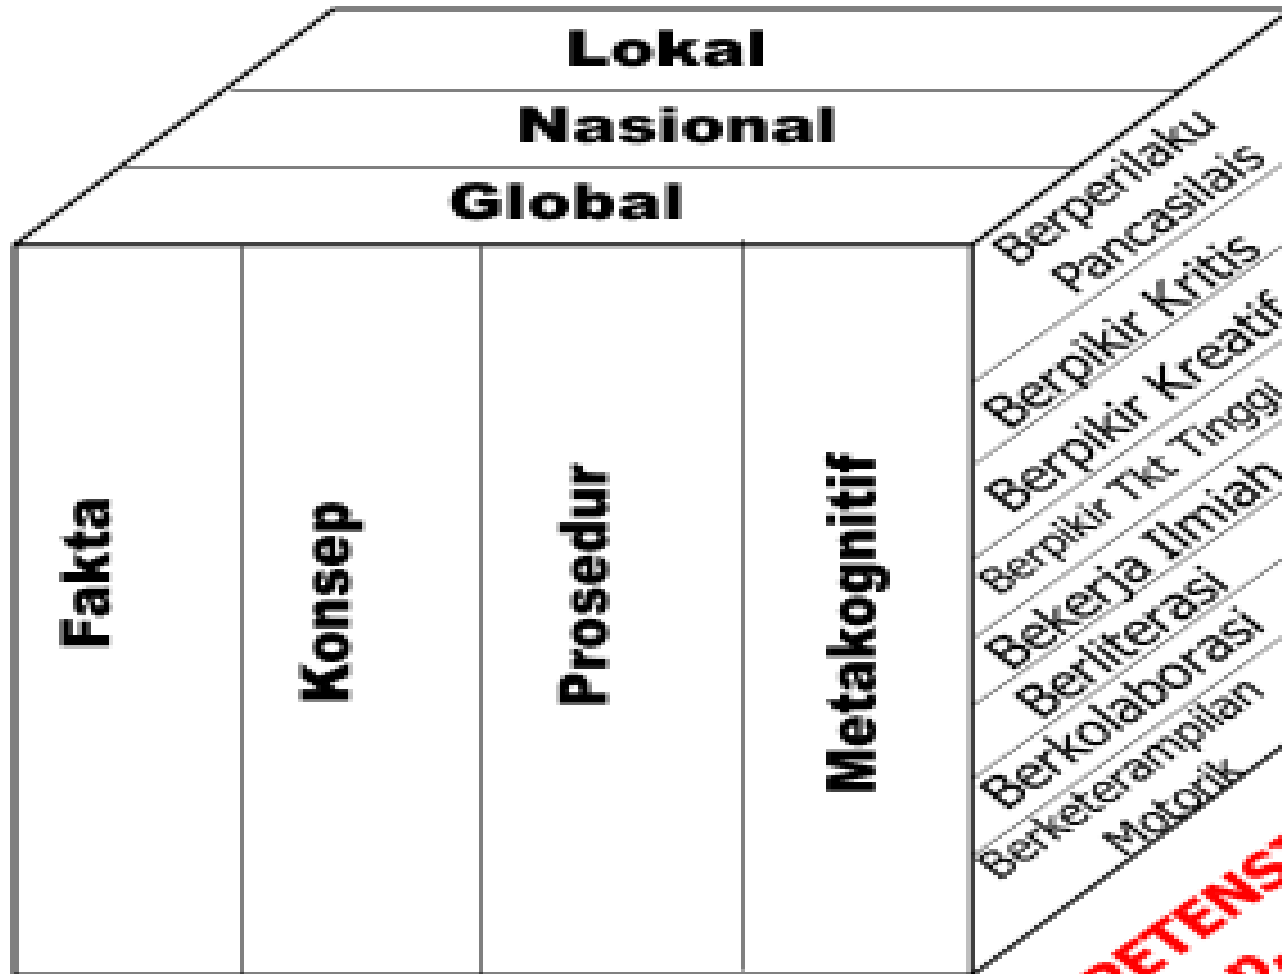 Lokal
Nasional
Global
Fakta
Konsep
Prosedur
Metakognitif
Berperilaku
Pancasilais
Berpikir Kritis
Berpikir Kreatif
Berpikir Tkt Tinggi
Bekerja Ilmiah
Berliterasi
Berkolaborasi
Berketerampilan
Motorik
PETENS